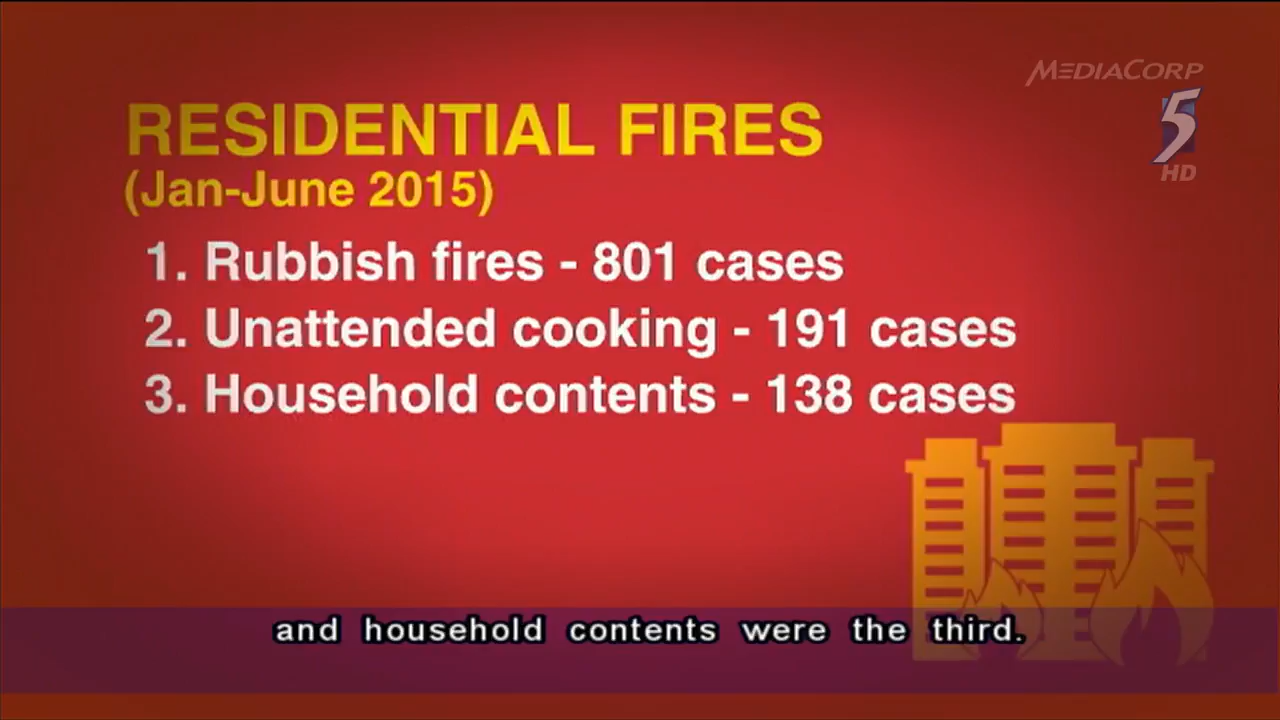 MEDIACORP
5
HD
RESIDENTIAL FIRES
(Jan-June 2015)
1. Rubbish fires - 801 cases
2. Unattended cooking - 191 cases
3. Household contents - 138 cases
and household contents were the third.